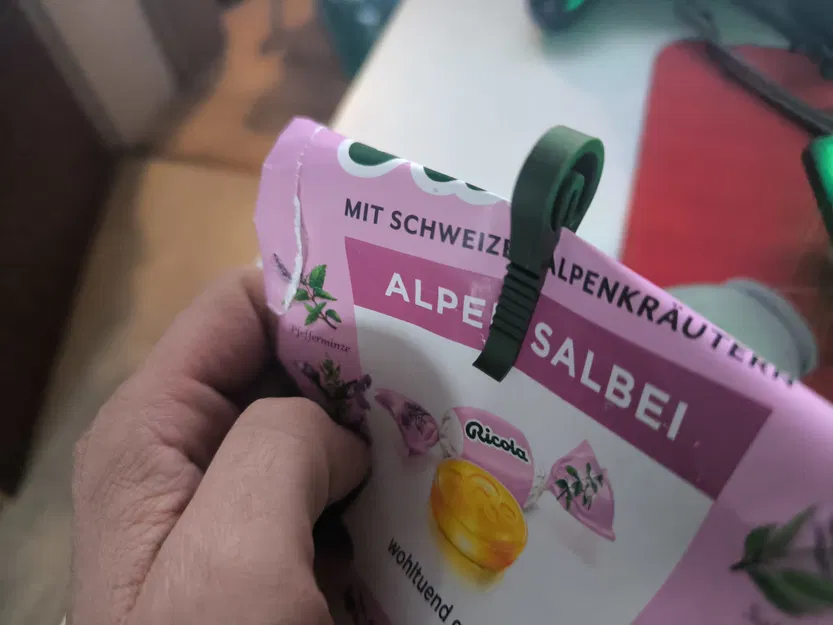 MIT SCHWEIZE ALPENKRÄUTERN
ALPE SALBEI
Pfefferminze
Ricola
wohltuend